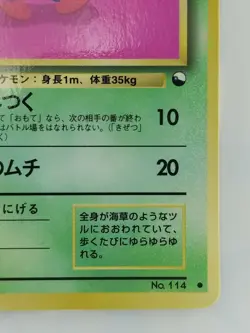 ケモン：身長1m、体重35kg
つく 10
て「おもて」なら、次の相手の番が終わ
はバトル場をはなれられない。（「きぜつ」
く）
のムチ 20
にげる
全身が海草のようなツ
ルにおおわれていて、
歩くたびにゆらゆらゆ
れる。
No. 114 ●